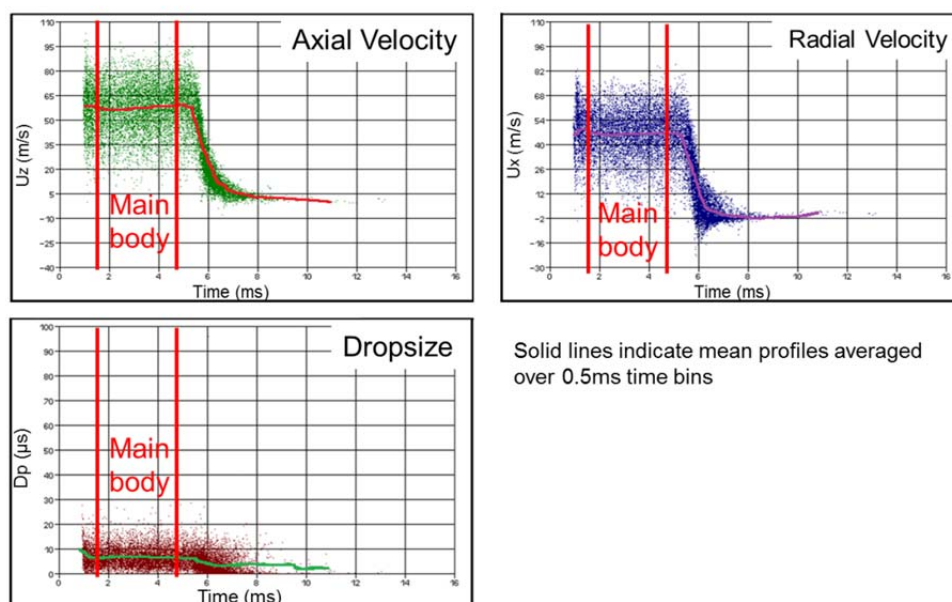 Axial Velocity
Uz (m/s)
110
95
80
65
50
35
20
5
-10
-25
-40
Main
body
0 2 4 6 8 10 12 14 16
Time (ms)
Radial Velocity
Ux (m/s)
110
96
82
68
54
40
26
12
-2
-16
-30
Main
body
0 2 4 6 8 10 12 14 16
Time (ms)
Dropsize
Dp (μs)
100
90
80
70
60
50
40
30
20
10
0
Main
body
0 2 4 6 8 10 12 14 16
Time (ms)
Solid lines indicate mean profiles averaged
over 0.5ms time bins